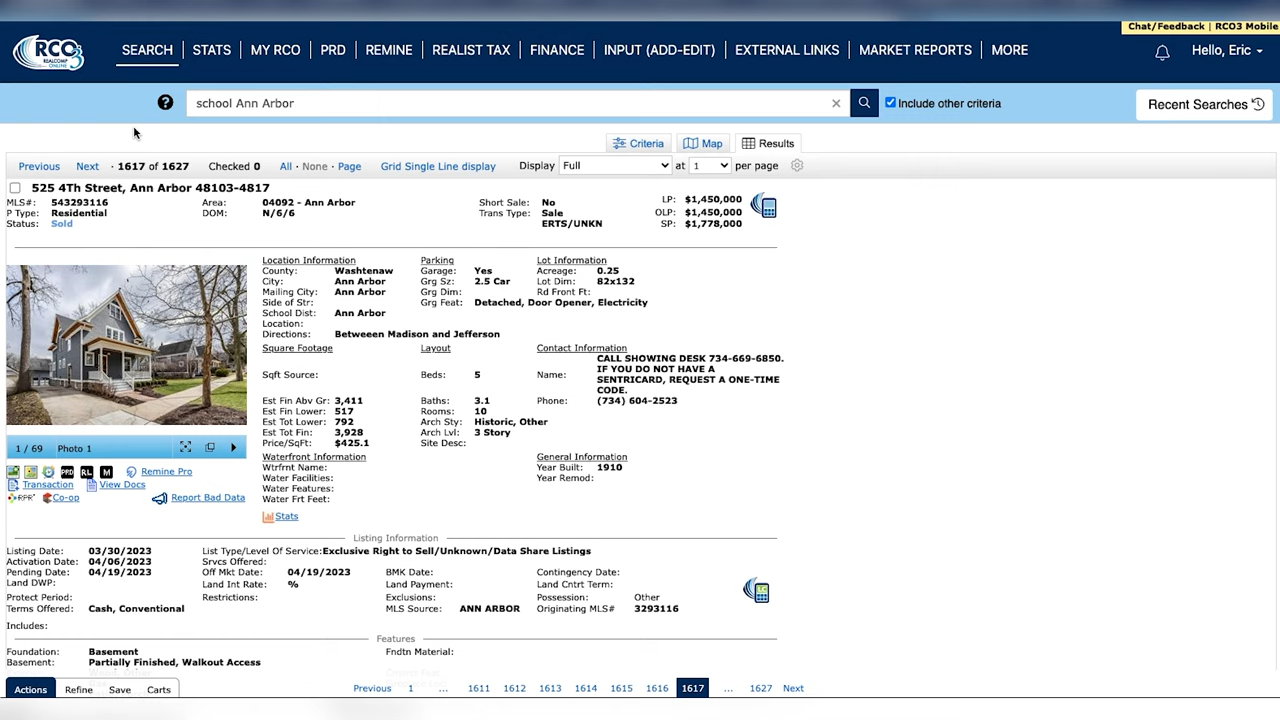 Chat/Feedback | RCO3 Mobile
RCO3 REALCOMP ONLINE SEARCH STATS MY RCO PRD REMINE REALIST TAX FINANCE INPUT (ADD-EDIT) EXTERNAL LINKS MARKET REPORTS MORE Hello, Eric
? school Ann Arbor × Include other criteria Recent Searches
Criteria Map Results
Previous Next · 1617 of 1627 Checked 0 All · None · Page Grid Single Line display Display Full at 1 per page
525 4Th Street, Ann Arbor 48103-4817
MLS#: 543293116 Area: 04092 - Ann Arbor Short Sale: No LP: $1,450,000
P Type: Residential DOM: N/6/6 Trans Type: Sale OLP: $1,450,000
Status: Sold ERTS/UNKN SP: $1,778,000
Location Information Parking Lot Information
County: Washtenaw Garage: Yes Acreage: 0.25
City: Ann Arbor Grg Sz: 2.5 Car Lot Dim: 82x132
Mailing City: Ann Arbor Grg Dim: Rd Front Ft:
Side of Str: Grg Feat: Detached, Door Opener, Electricity
School Dist: Ann Arbor
Location:
Directions: Betweeen Madison and Jefferson
Square Footage Layout Contact Information
CALL SHOWING DESK 734-669-6850.
IF YOU DO NOT HAVE A
Sqft Source: Beds: 5 Name: SENTRICARD, REQUEST A ONE-TIME
CODE.
Est Fin Abv Gr: 3,411 Baths: 3.1 Phone: (734) 604-2523
Est Fin Lower: 517 Rooms: 10
Est Tot Lower: 792 Arch Sty: Historic, Other
Est Tot Fin: 3,928 Arch Lvl: 3 Story
Price/SqFt: $425.1 Site Desc:
1 / 69 Photo 1
Waterfront Information General Information
Wtrfrnt Name: Year Built: 1910
Water Facilities: Year Remod:
Water Features:
Water Frt Feet:
PRD RL M Remine Pro
Transaction View Docs
RPR Co-op Report Bad Data
Stats
Listing Information
Listing Date: 03/30/2023 List Type/Level Of Service:Exclusive Right to Sell/Unknown/Data Share Listings
Activation Date: 04/06/2023 Srvcs Offered:
Pending Date: 04/19/2023 Off Mkt Date: 04/19/2023 BMK Date: Contingency Date:
Land DWP: Land Int Rate: % Land Payment: Land Cntrt Term:
Protect Period: Restrictions: Exclusions: Possession: Other
Terms Offered: Cash, Conventional MLS Source: ANN ARBOR Originating MLS# 3293116
Includes:
Features
Foundation: Basement Fndtn Material:
Basement: Partially Finished, Walkout Access
Actions Refine Save Carts Previous 1 ... 1611 1612 1613 1614 1615 1616 1617 ... 1627 Next